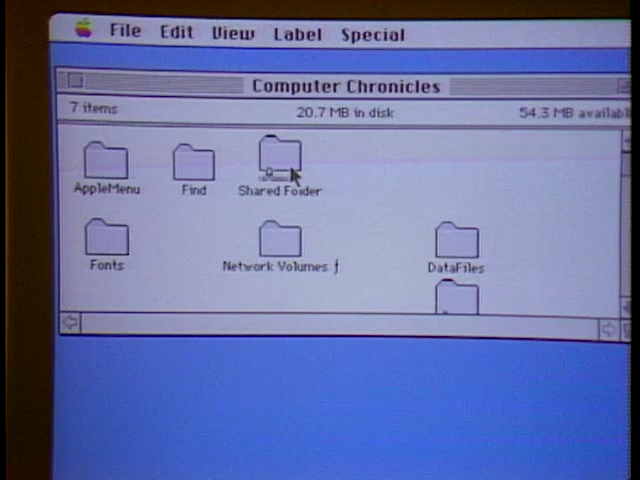 File Edit View Label Special
Computer Chronicles
7 items 20.7 MB in disk 54.3 MB availabl
AppleMenu Find Shared Folder
Fonts Network Volumes ƒ DataFiles